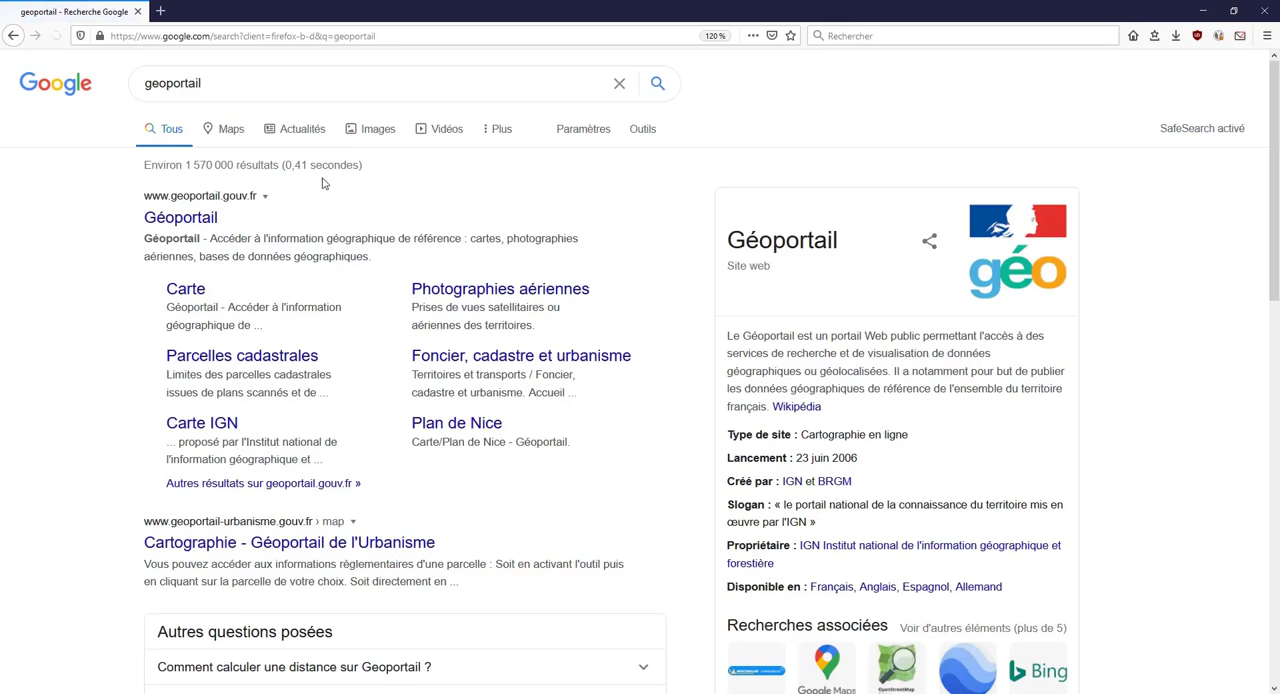 geoportail - Recherche Google
https://www.google.com/search?client=firefox-b-d&q=geoportail
120 %
Rechercher
Google
geoportail
Tous
Maps
Actualités
Images
Vidéos
Plus
Paramètres
Outils
SafeSearch activé
Environ 1 570 000 résultats (0,41 secondes)
www.geoportail.gouv.fr
Géoportail
Géoportail - Accéder à l'information géographique de référence : cartes, photographies
aériennes, bases de données géographiques.
Carte
Géoportail - Accéder à l'information
géographique de ...
Photographies aériennes
Prises de vues satellitaires ou
aériennes des territoires.
Parcelles cadastrales
Limites des parcelles cadastrales
issues de plans scannés et de ...
Foncier, cadastre et urbanisme
Territoires et transports / Foncier,
cadastre et urbanisme. Accueil ...
Carte IGN
... proposé par l'Institut national de
l'information géographique et ...
Plan de Nice
Carte/Plan de Nice - Géoportail.
Autres résultats sur geoportail.gouv.fr »
www.geoportail-urbanisme.gouv.fr › map
Cartographie - Géoportail de l'Urbanisme
Vous pouvez accéder aux informations règlementaires d'une parcelle : Soit en activant l'outil puis
en cliquant sur la parcelle de votre choix. Soit directement en ...
Autres questions posées
Comment calculer une distance sur Geoportail ?
Géoportail
Site web
géo
Le Géoportail est un portail Web public permettant l'accès à des
services de recherche et de visualisation de données
géographiques ou géolocalisées. Il a notamment pour but de publier
les données géographiques de référence de l'ensemble du territoire
français. Wikipédia
Type de site : Cartographie en ligne
Lancement : 23 juin 2006
Créé par : IGN et BRGM
Slogan : « le portail national de la connaissance du territoire mis en
œuvre par l'IGN »
Propriétaire : IGN Institut national de l'information géographique et
forestière
Disponible en : Français, Anglais, Espagnol, Allemand
Recherches associées
Voir d'autres éléments (plus de 5)
Google Maps
OpenStreetMap
Bing